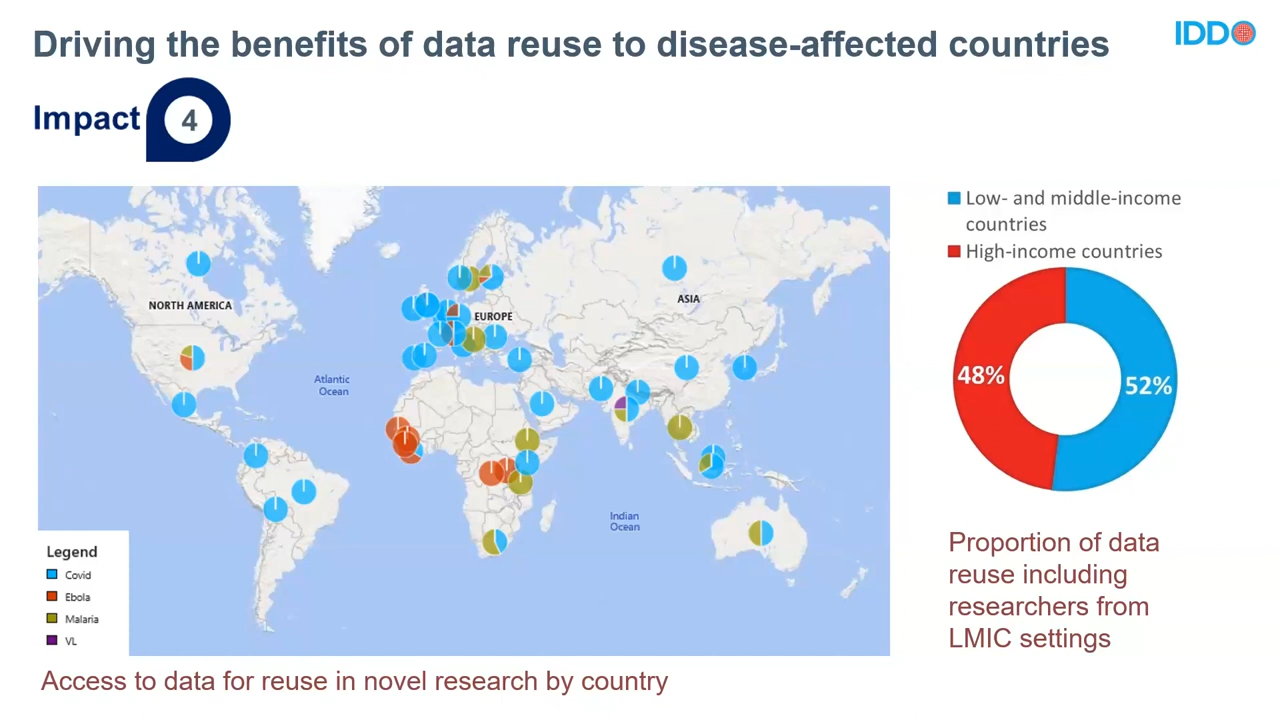 Driving the benefits of data reuse to disease-affected countries
IDDO
Impact 4
NORTH AMERICA
EUROPE
ASIA
Atlantic
Ocean
Indian
Ocean
Legend
Covid
Ebola
Malaria
VL
Access to data for reuse in novel research by country
Low- and middle-income
countries
High-income countries
48%
52%
Proportion of data
reuse including
researchers from
LMIC settings